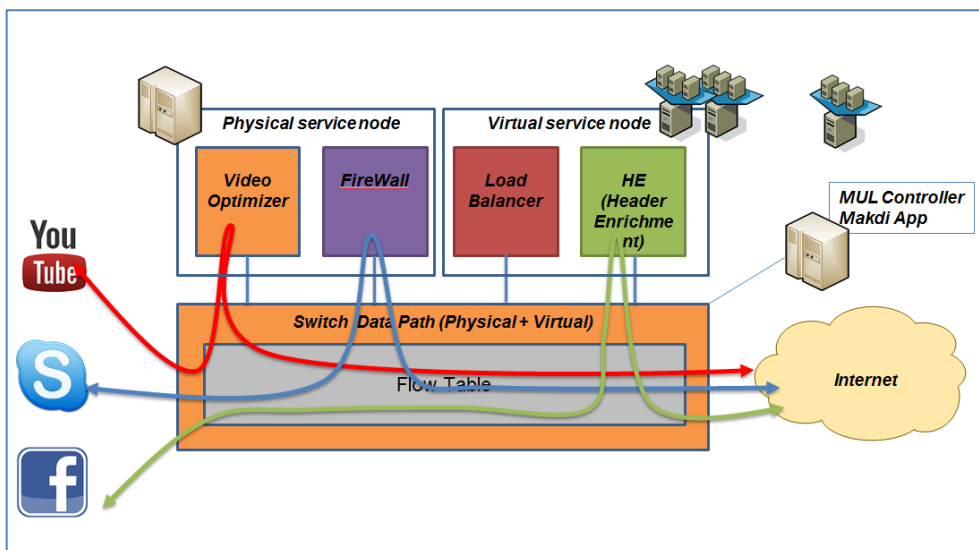 Physical service node
Virtual service node
Video
Optimizer
FireWall
Load
Balancer
HE
(Header
Enrichme
nt)
MUL Controller
Makdi App
You
Tube
Switch Data Path (Physical + Virtual)
Flow Table
Internet
S
f